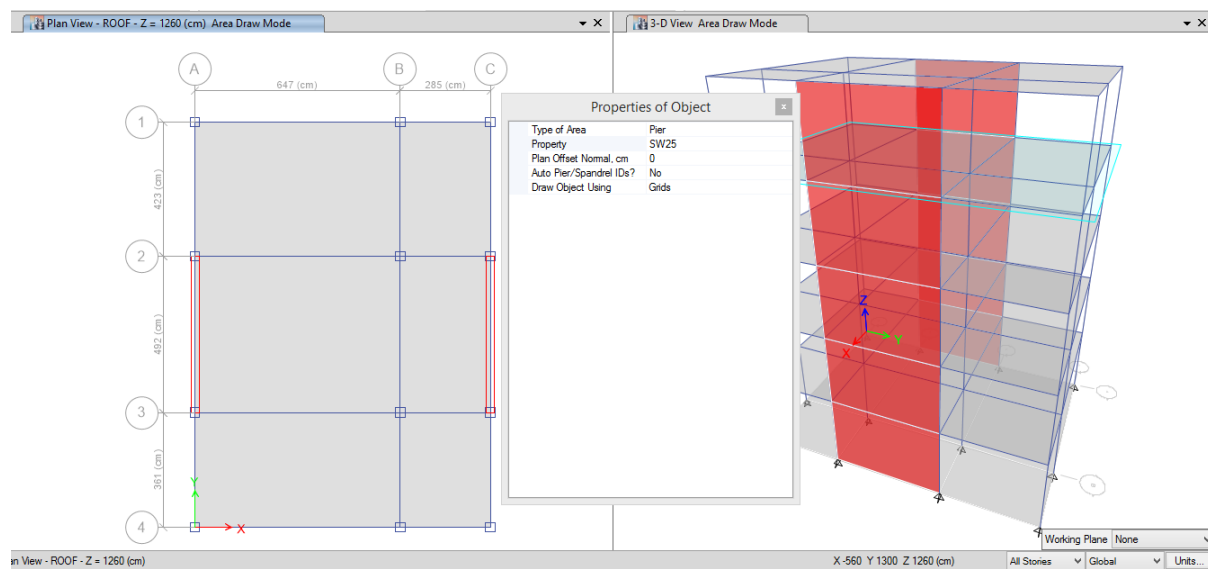 Plan View - ROOF - Z = 1260 (cm)  Area Draw Mode
3-D View  Area Draw Mode
A
B
C
647 (cm)
285 (cm)
1
2
3
4
423 (cm)
492 (cm)
361 (cm)
Y
X
Properties of Object
x
Type of Area Pier
Property SW25
Plan Offset Normal, cm 0
Auto Pier/Spandrel IDs? No
Draw Object Using Grids
Z
Y
X
Working Plane None
an View - ROOF - Z = 1260 (cm)
X -560  Y 1300  Z 1260 (cm)
All Stories
Global
Units...